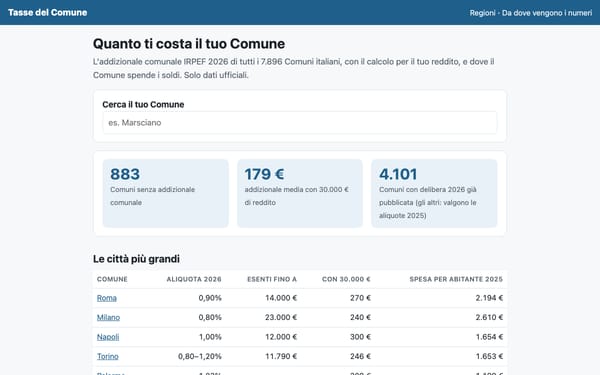 Tasse del Comune
Regioni · Da dove vengono i numeri
Quanto ti costa il tuo Comune
L'addizionale comunale IRPEF 2026 di tutti i 7.896 Comuni italiani, con il calcolo per il tuo reddito, e dove il
Comune spende i soldi. Solo dati ufficiali.
Cerca il tuo Comune
es. Marsciano
883
Comuni senza addizionale
comunale
179 €
addizionale media con 30.000 €
di reddito
4.101
Comuni con delibera 2026 già
pubblicata (gli altri: valgono le
aliquote 2025)
Le città più grandi
COMUNE ALIQUOTA 2026 ESENTI FINO A CON 30.000 € SPESA PER ABITANTE 2025
Roma 0,90% 14.000 € 270 € 2.194 €
Milano 0,80% 23.000 € 240 € 2.610 €
Napoli 1,00% 12.000 € 300 € 1.654 €
Torino 0,80–1,20% 11.790 € 246 € 1.653 €